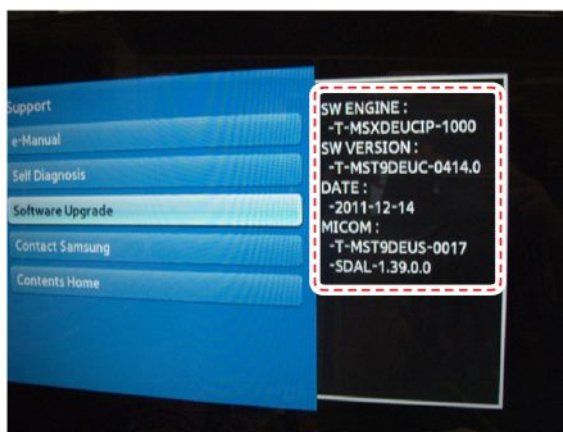 Support
e-Manual
Self Diagnosis
Software Upgrade
Contact Samsung
Contents Home
SW ENGINE :
-T-MSXDEUCIP-1000
SW VERSION :
-T-MST9DEUC-0414.0
DATE :
-2011-12-14
MICOM :
-T-MST9DEUS-0017
-SDAL-1.39.0.0